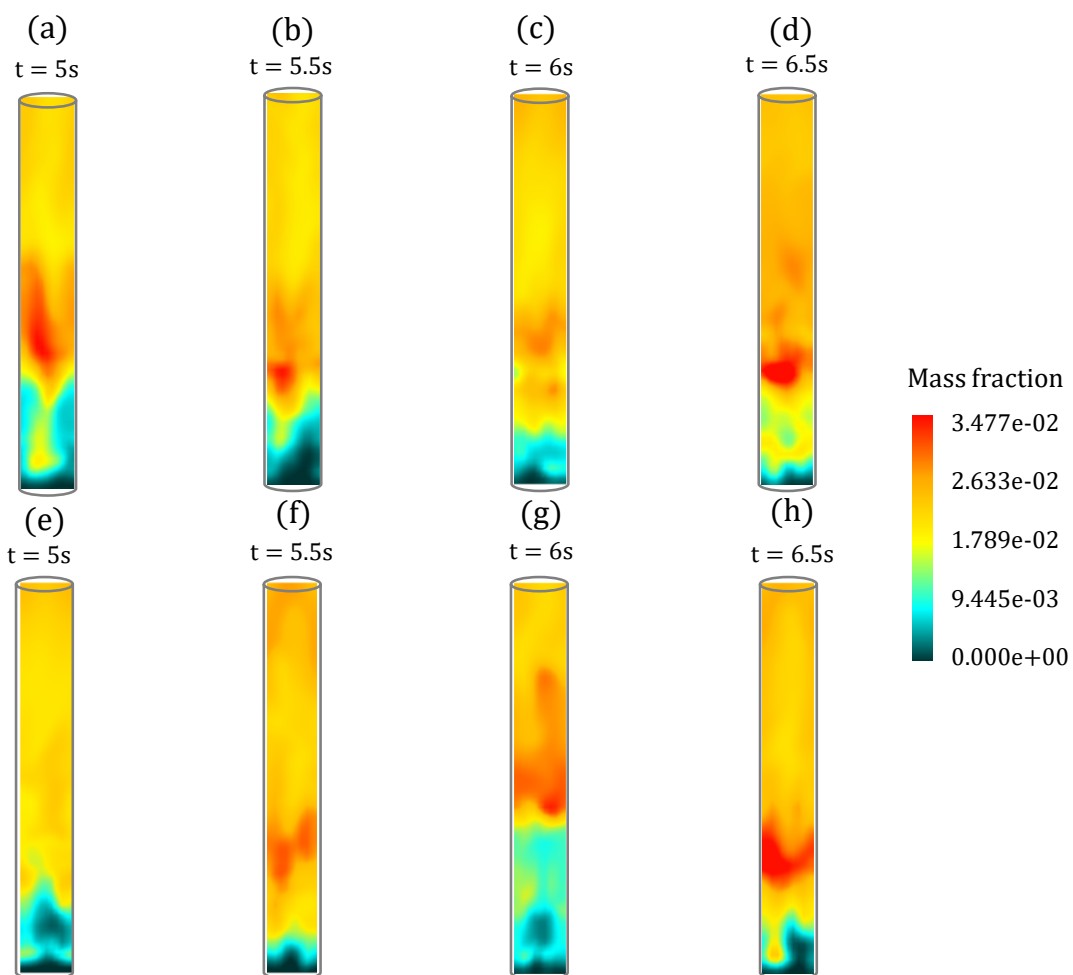 (a)
(b)
(c)
(d)
t = 5s
t = 5.5s
t = 6s
t = 6.5s
Mass fraction
3.477e-02
2.633e-02
1.789e-02
9.445e-03
0.000e+00
(e)
(f)
(g)
(h)
t = 5s
t = 5.5s
t = 6s
t = 6.5s